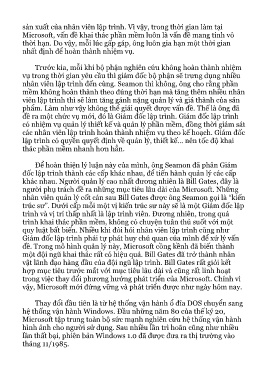 sản xuất của nhân viên lập trình. Vì vậy, trong thời gian làm tại
Microsoft, vấn đề khai thác phần mềm luôn là vấn đề mang tính vô
thời hạn. Do vậy, mỗi lúc gấp gáp, ông luôn gia hạn một thời gian
nhất định để hoàn thành nhiệm vụ.
Trước kia, mỗi khi bộ phận nghiên cứu không hoàn thành nhiệm
vụ trong thời gian yêu cầu thì giám đốc bộ phận sẽ trưng dụng nhiều
nhân viên lập trình đến cùng. Seamon thì không, ông cho rằng phần
mềm không hoàn thành theo đúng thời hạn mà tăng thêm nhiều nhân
viên lập trình thì sẽ làm tăng gánh nặng quản lý và giá thành của sản
phẩm. Làm như vậy không thể giải quyết được vấn đề. Thế là ông đã
đề ra một chức vụ mới, đó là Giám đốc lập trình. Giám đốc lập trình
có nhiệm vụ quản lý thiết kế và quản lý phần mềm, đồng thời giám sát
các nhân viên lập trình hoàn thành nhiệm vụ theo kế hoạch. Giám đốc
lập trình có quyền quyết định về quản lý, thiết kế... nên tốc độ khai
thác phần mềm nhanh hơn hẳn.
Để hoàn thiện lý luận này của mình, ông Seamon đã phân Giám
đốc lập trình thành các cấp khác nhau, để tiến hành quản lý các cấp
khác nhau. Người quản lý cao nhất đương nhiên là Bill Gates, đây là
người phụ trách đề ra những mục tiêu lâu dài của Microsoft. Những
nhân viên quản lý cốt cán sau Bill Gates được ông Seamon gọi là "kiến
trúc sư". Dưới cấp mỗi một vị kiến trúc sư này sẽ là một Giám đốc lập
trình và vị trí thấp nhất là lập trình viên. Đương nhiên, trong quá
trình khai thác phần mềm, không có chuyện tuân thủ suốt với một
quy luật bất biến. Nhiều khi đòi hỏi nhân viên lập trình cũng như
Giám đốc lập trình phải tự phát huy chủ quan của mình để xử lý vấn
đề. Trong mô hình quản lý này, Microsoft cồng kềnh đã biến thành
một đội ngũ khai thác rất có hiệu quả. Bill Gates đã trở thành nhân
vật lãnh đạo hàng đầu của đội ngũ lập trình. Bill Gates rất giỏi kết
hợp mục tiêu trước mắt với mục tiêu lâu dài và cũng rất linh hoạt
trong việc thay đổi phương hướng phát triển của Microsoft. Chính vì
vậy, Microsoft mới đứng vững và phát triển được như ngày hôm nay.
Thay đổi đầu tiên là từ hệ thống vận hành ổ đĩa DOS chuyển sang
hệ thống vận hành Windows. Đầu những năm 80 của thế kỷ 20,
Microsoft tập trung toàn bộ sức mạnh nghiên cứu hệ thống vận hành
hình ảnh cho người sử dụng. Sau nhiều lần trì hoãn cũng như nhiều
lần thất bại, phiên bản Windows 1.0 đã được đưa ra thị trường vào
tháng 11/1985.